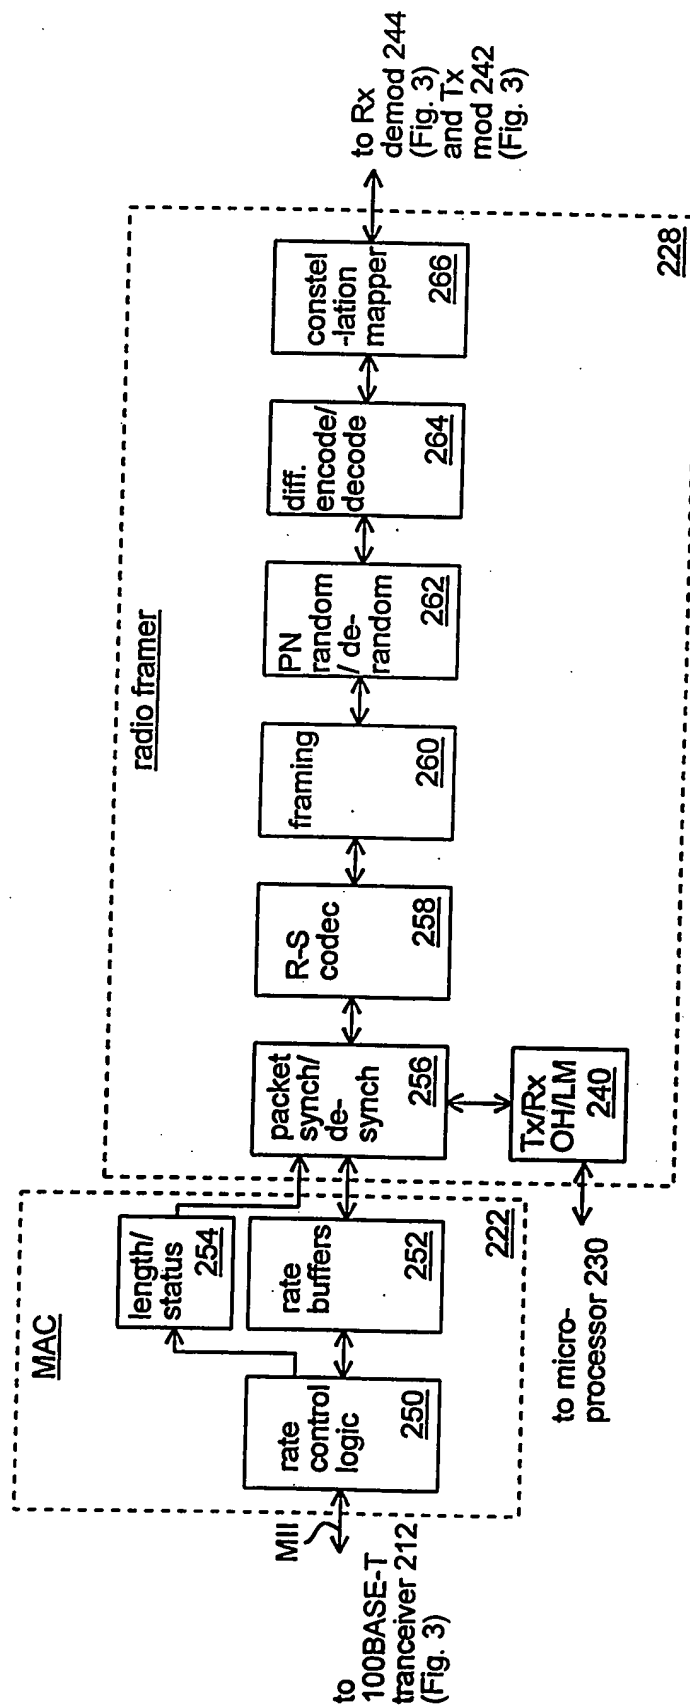 to
100BASE-T
tranceiver 212
(Fig. 3)
MII
MAC
rate
control
logic
250
length/
status
254
rate
buffers
252
222
to micro-
processor 230
radio framer
packet
synch/
de-
synch
256
Tx/Rx
OH/LM
240
R-S
codec
258
framing
260
PN
random
/ de-
random
262
diff.
encode/
decode
264
constel
-lation
mapper
266
228
to Rx
demod 244
(Fig. 3)
and Tx
mod 242
(Fig. 3)